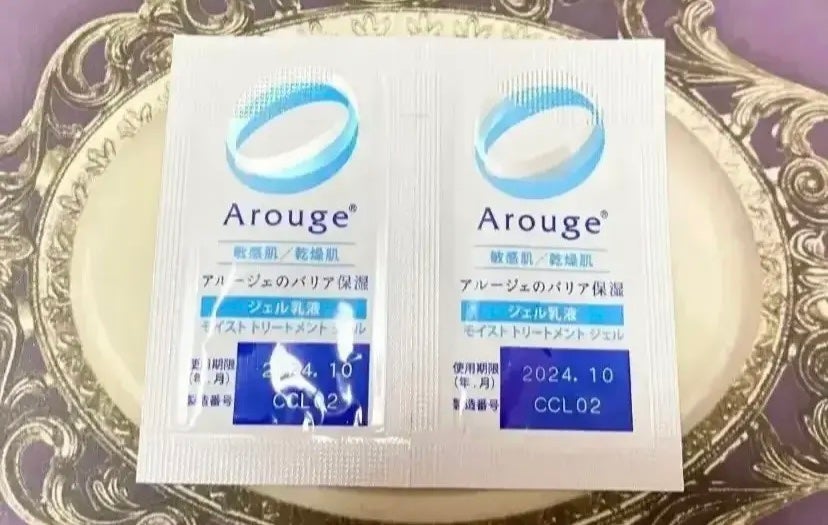 Arouge®
敏感肌／乾燥肌
アルージェのバリア保湿
ジェル乳液
モイスト トリートメント ジェル
使用期限
(年.月)
2024.10
製造番号
CCL02
Arouge®
敏感肌／乾燥肌
アルージェのバリア保湿
ジェル乳液
モイスト トリートメント ジェル
使用期限
(年.月)
2024.10
製造番号
CCL02